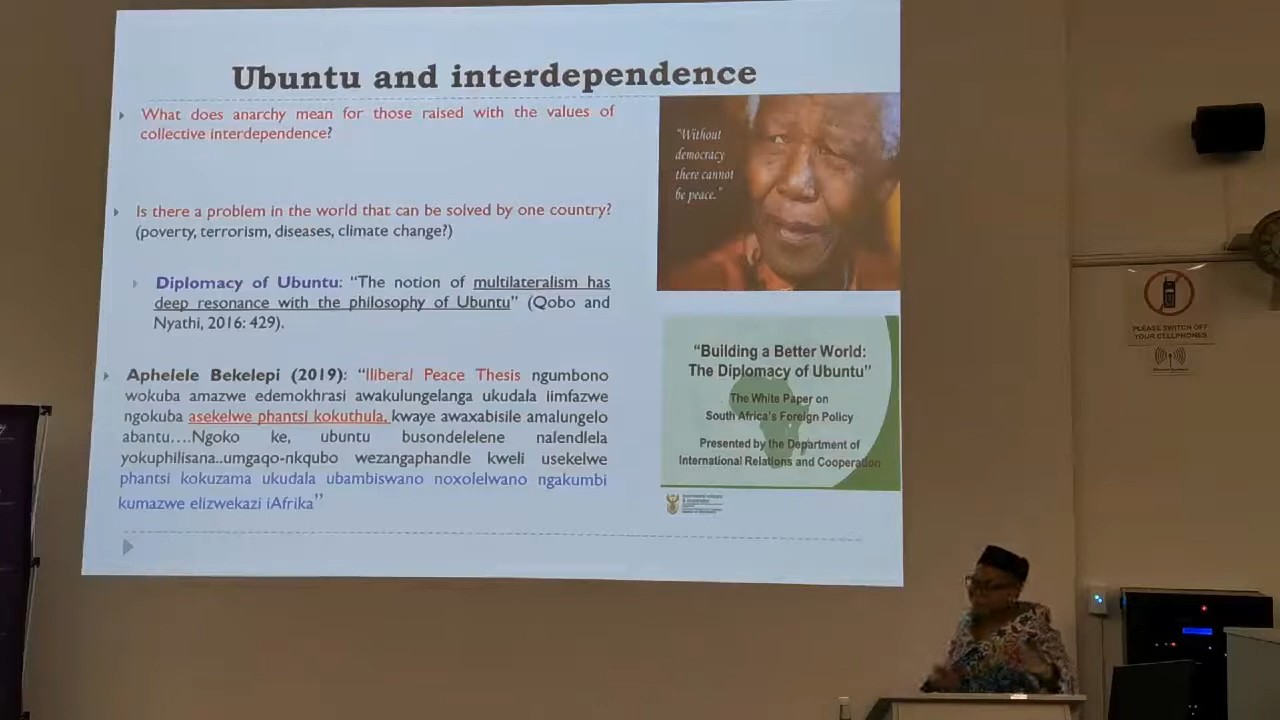 Ubuntu and interdependence
What does anarchy mean for those raised with the values of
collective interdependence?
Is there a problem in the world that can be solved by one country?
(poverty, terrorism, diseases, climate change?)
Diplomacy of Ubuntu: “The notion of multilateralism has
deep resonance with the philosophy of Ubuntu” (Qobo and
Nyathi, 2016: 429).
Aphelele Bekelepi (2019): “Iliberal Peace Thesis ngumbono
wokuba amazwe edemokhrasi awakulungelanga ukudala iimfazwe
ngokuba asekelwe phantsi kokuthula, kwaye awaxabisile amalungelo
abantu….Ngoko ke, ubuntu busondelelene nalendlela
yokuphilisana..umgaqo-nkqubo wezangaphandle kweli usekelwe
phantsi kokuzama ukudala ubambiswano noxolelwano ngakumbi
kumazwe elizwekazi iAfrika”
“Without
democracy
there cannot
be peace.”
“Building a Better World:
The Diplomacy of Ubuntu”
The White Paper on
South Africa's Foreign Policy
Presented by the Department of
International Relations and Cooperation
PLEASE SWITCH OFF
YOUR CELLPHONES